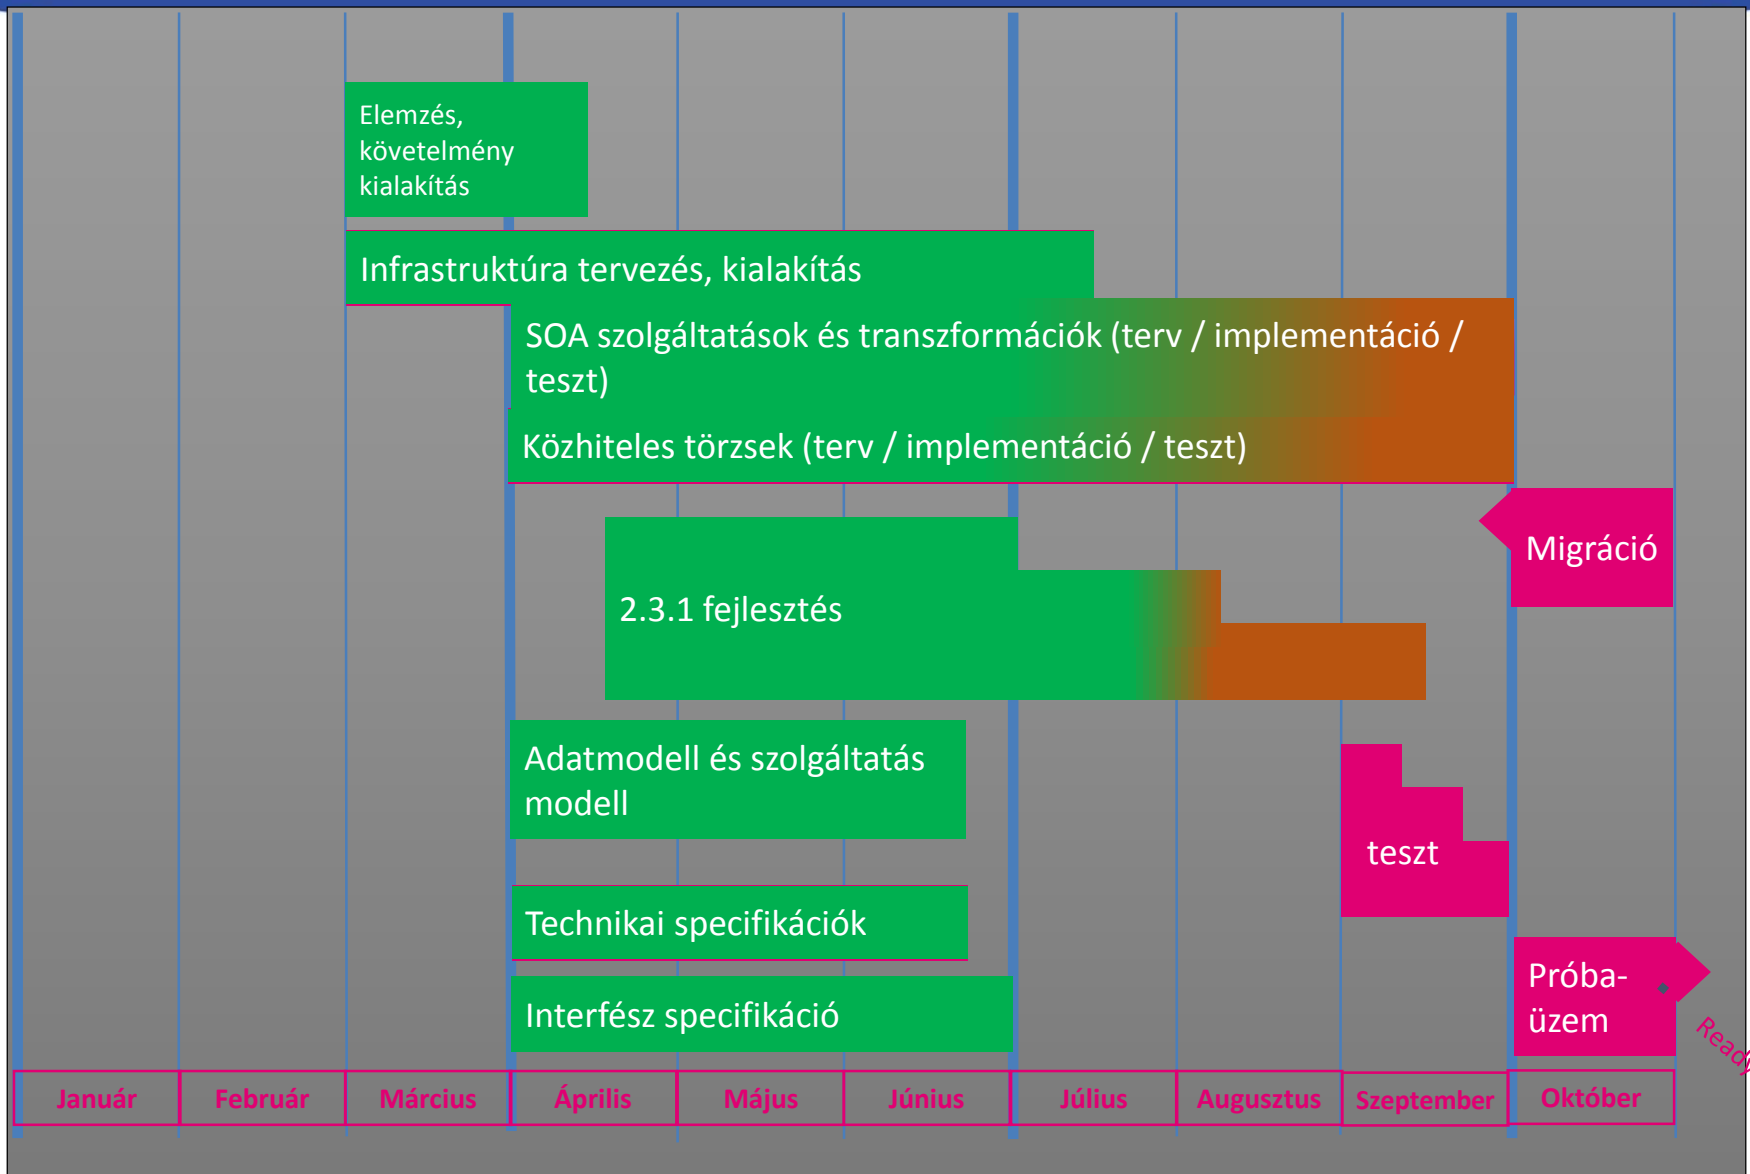 Elemzés,
követelmény
kialakítás
Infrastruktúra tervezés, kialakítás
SOA szolgáltatások és transzformációk (terv / implementáció /
teszt)
Közhiteles törzsek (terv / implementáció / teszt)
Migráció
2.3.1 fejlesztés
Adatmodell és szolgáltatás
modell
teszt
Technikai specifikációk
Próba-
üzem
Interfész specifikáció
Ready
Január Február Március Április Május Június Július Augusztus Szeptember Október